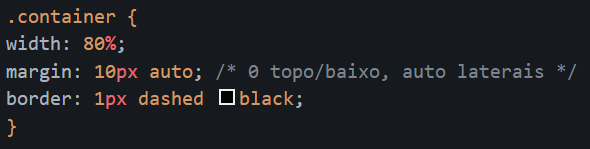 .container {
width: 80%;
margin: 10px auto; /* 0 topo/baixo, auto laterais */
border: 1px dashed black;
}